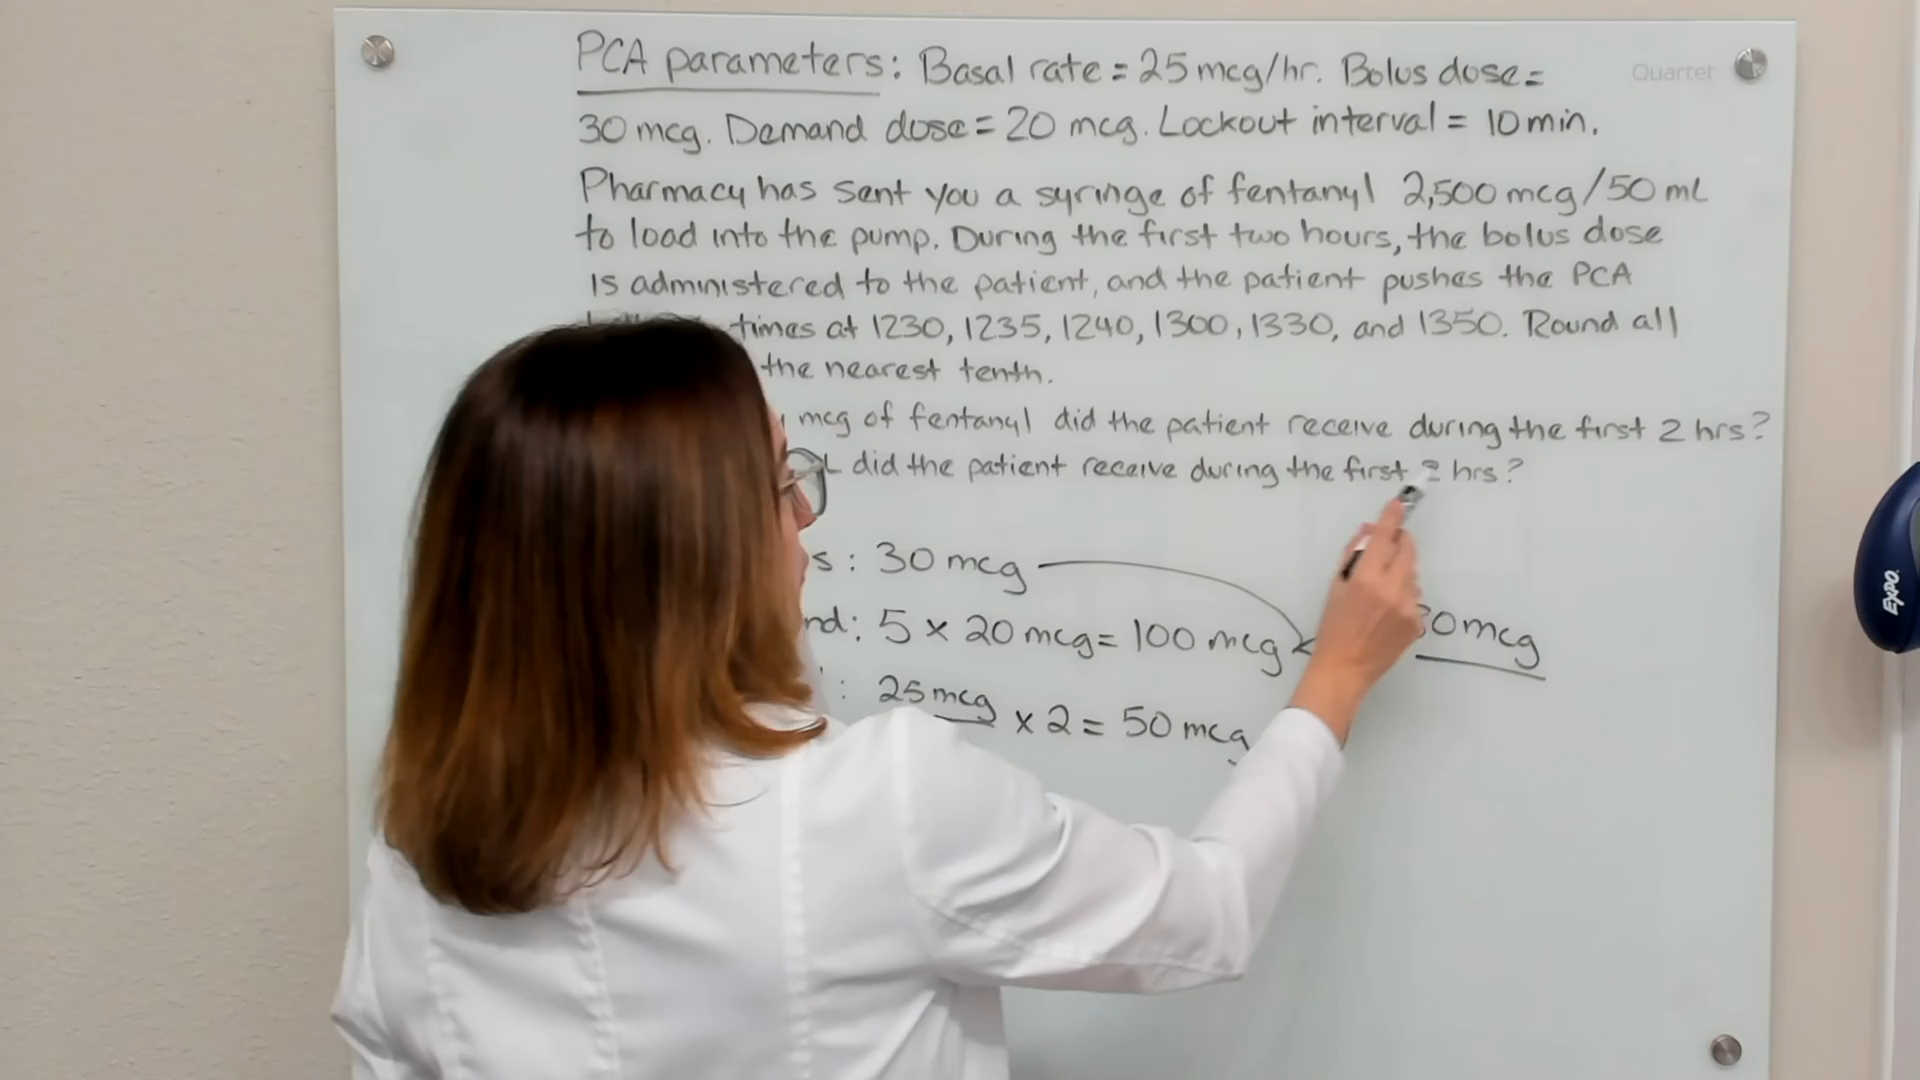 PCA parameters: Basal rate = 25 mcg/hr. Bolus dose =
Quartet
30 mcg. Demand dose = 20 mcg. Lockout interval = 10 min.
Pharmacy has sent you a syringe of fentanyl 2,500 mcg/50 mL
to load into the pump. During the first two hours, the bolus dose
is administered to the patient, and the patient pushes the PCA
times at 1230, 1235, 1240, 1300, 1330, and 1350. Round all
the nearest tenth.
mcg of fentanyl did the patient receive during the first 2 hrs?
L did the patient receive during the first 2 hrs?
s: 30 mcg
nd: 5 x 20 mcg = 100 mcg
0 mcg
: 25 mcg x 2 = 50 mcg
EXPO